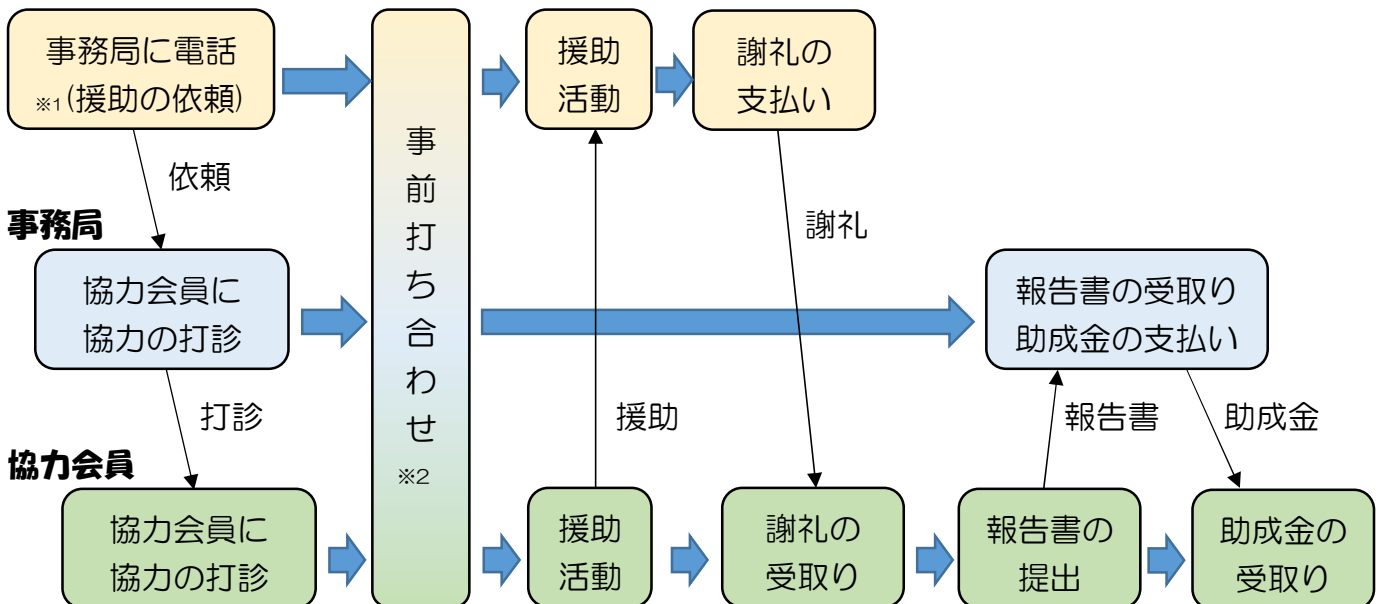 事務局に電話
※1(援助の依頼)
事前打ち合わせ
※2
援助
活動
謝礼の
支払い
依頼
謝礼
事務局
協力会員に
協力の打診
報告書の受取り
助成金の支払い
打診
援助
報告書
助成金
協力会員
協力会員に
協力の打診
援助
活動
謝礼の
受取り
報告書の
提出
助成金の
受取り